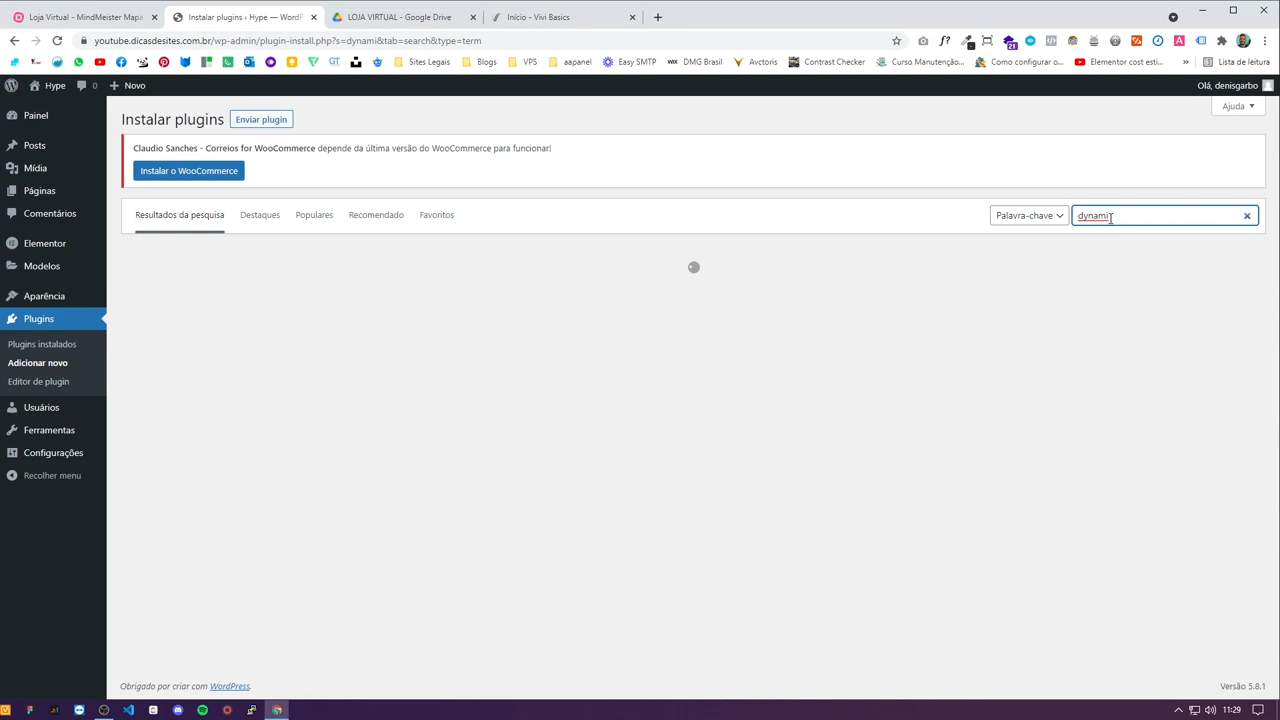 Loja Virtual - MindMeister Mapa
Instalar plugins ‹ Hype — WordP
LOJA VIRTUAL - Google Drive
Início - Vivi Basics
youtube.dicasdesites.com.br/wp-admin/plugin-install.php?s=dynami&tab=search&type=term
21
GT
Sites Legais
Blogs
VPS
aapanel
Easy SMTP
WIX
DMG Brasil
Avctoris
Contrast Checker
Curso Manutenção...
Como configurar o...
Elementor cost esti...
»
Lista de leitura
Hype
0
Novo
Olá, denisgarbo
Painel
Posts
Mídia
Páginas
Comentários
Elementor
Modelos
Aparência
Plugins
Plugins instalados
Adicionar novo
Editor de plugin
Usuários
Ferramentas
Configurações
Recolher menu
Ajuda
Instalar plugins
Enviar plugin
Claudio Sanches - Correios for WooCommerce depende da última versão do WooCommerce para funcionar!
Instalar o WooCommerce
Resultados da pesquisa
Destaques
Populares
Recomendado
Favoritos
Palavra-chave
dynami
Obrigado por criar com WordPress.
Versão 5.8.1
11:29